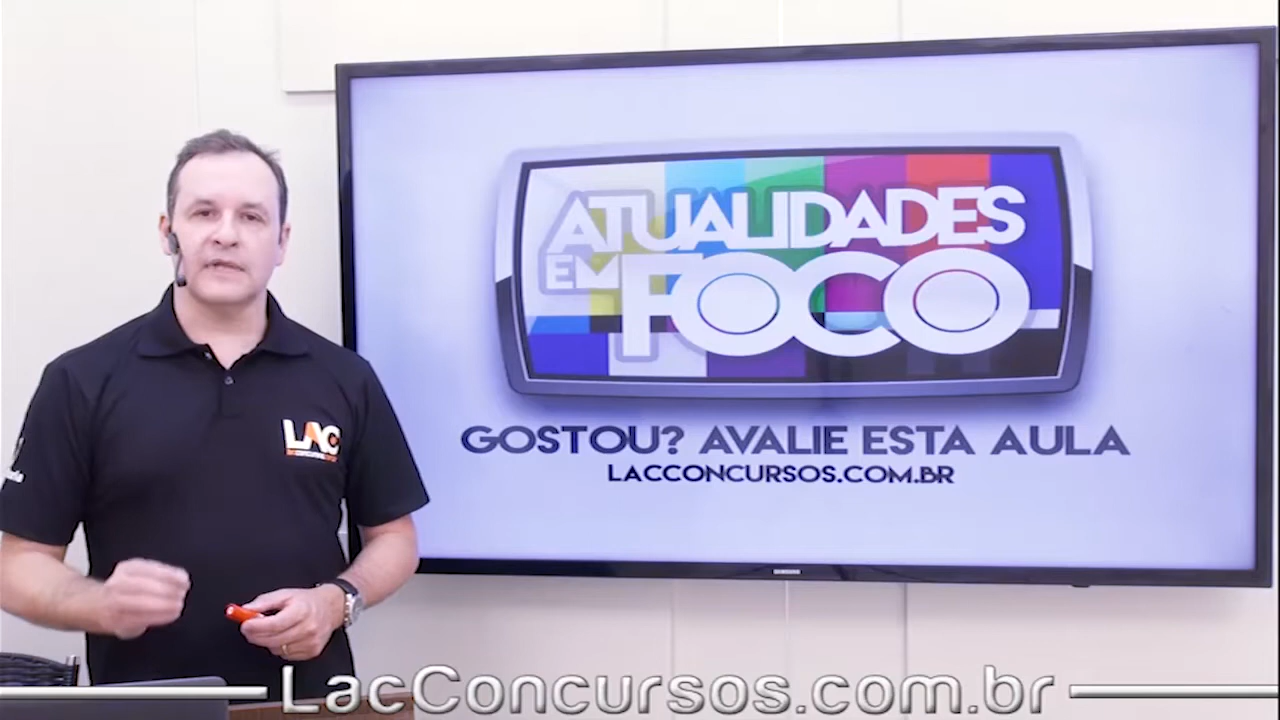 ATUALIDADES
EM FOCO
GOSTOU? AVALIE ESTA AULA
LACCONCURSOS.COM.BR
LAC
LacConcursos.com.br